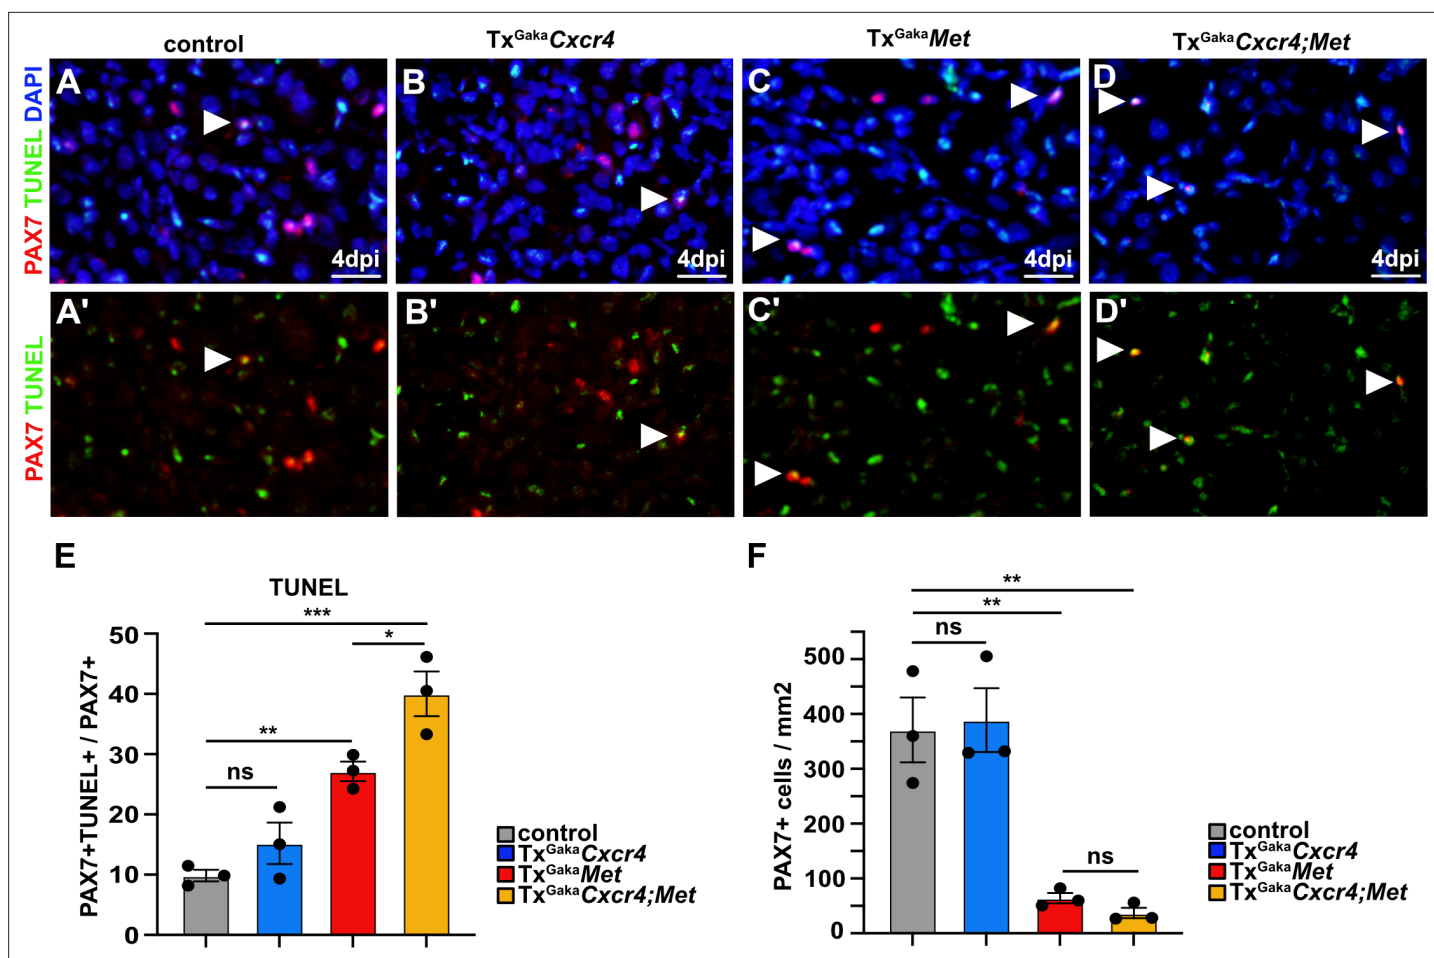 control
TxGakaCxcr4
TxGakaMet
TxGakaCxcr4;Met
PAX7 TUNEL DAPI
A
4dpi
B
4dpi
C
4dpi
D
4dpi
PAX7 TUNEL
A'
B'
C'
D'
E
TUNEL
***
*
**
ns
PAX7+TUNEL+ / PAX7+
50
40
30
20
10
0
control
TxGakaCxcr4
TxGakaMet
TxGakaCxcr4;Met
F
**
**
ns
ns
PAX7+ cells / mm2
500
400
300
200
100
0
control
TxGakaCxcr4
TxGakaMet
TxGakaCxcr4;Met